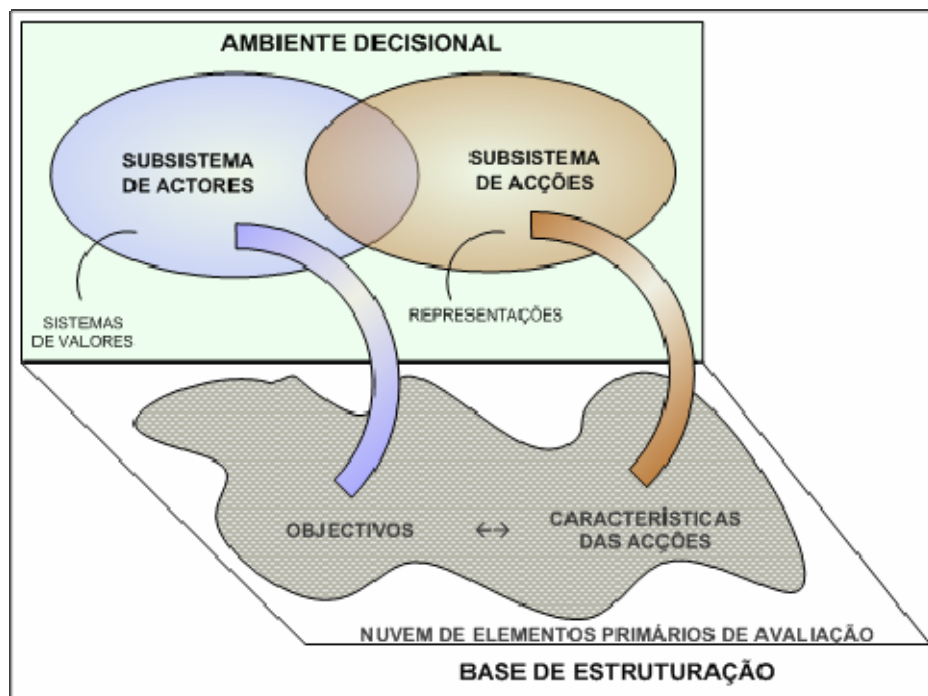 AMBIENTE DECISIONAL
SUBSISTEMA
DE ACTORES
SUBSISTEMA
DE ACÇÕES
SISTEMAS
DE VALORES
REPRESENTAÇÕES
OBJECTIVOS
↔
CARACTERÍSTICAS
DAS ACÇÕES
NUVEM DE ELEMENTOS PRIMÁRIOS DE AVALIAÇÃO
BASE DE ESTRUTURAÇÃO